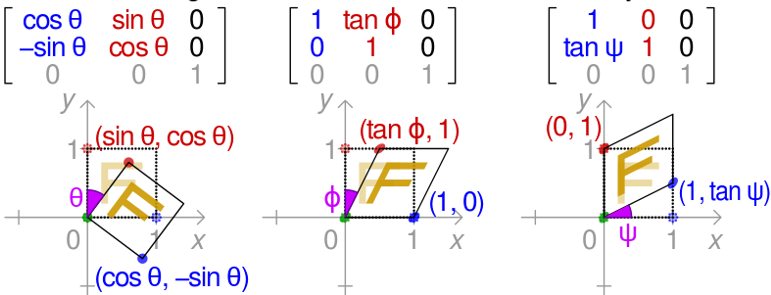 cos θ sin θ 0
–sin θ cos θ 0
0 0 1
y
1
(sin θ, cos θ)
F
F
θ
0
1
x
(cos θ, –sin θ)
1 tan ϕ 0
0 1 0
0 0 1
y
1
(tan ϕ, 1)
F
F
ϕ
(1, 0)
0
1
x
1 0 0
tan ψ 1 0
0 0 1
y
(0, 1)
1
F
F
(1, tan ψ)
ψ
0
1
x